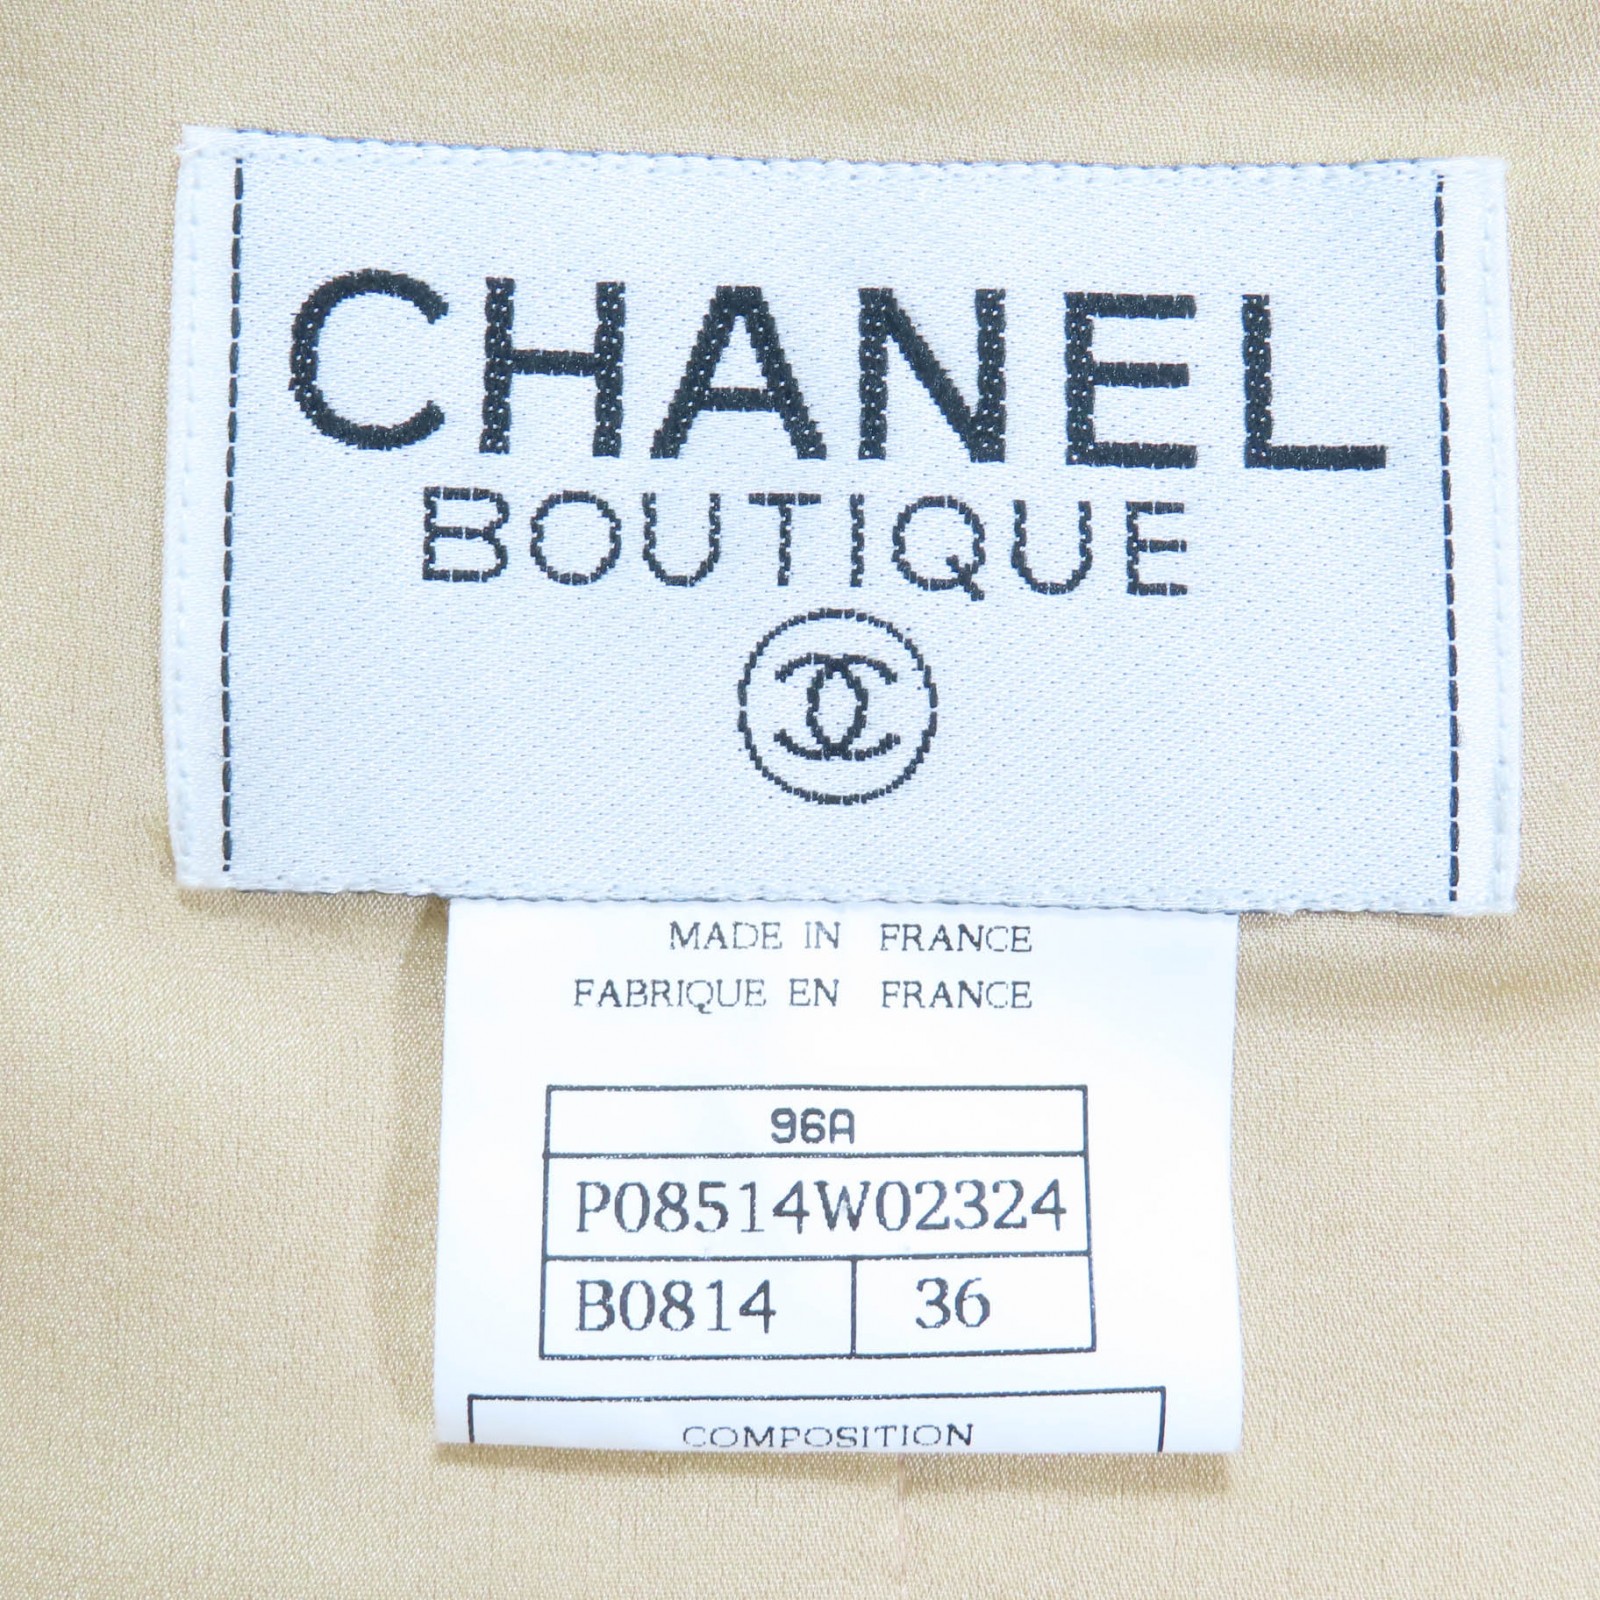 CHANEL
BOUTIQUE
MADE IN FRANCE
FABRIQUE EN FRANCE
96A
P08514W02324
B0814 36
COMPOSITION